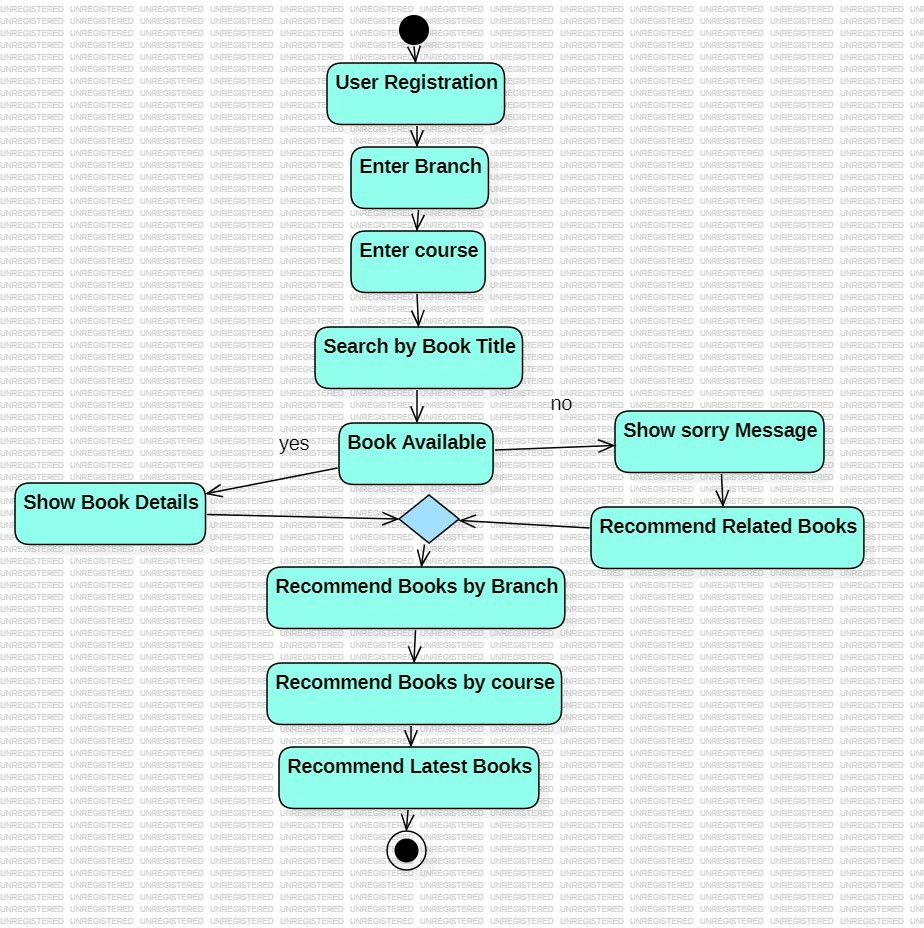 User Registration
Enter Branch
Enter course
Search by Book Title
no
Book Available
Show sorry Message
yes
Show Book Details
Recommend Related Books
Recommend Books by Branch
Recommend Books by course
Recommend Latest Books
UNREGISTERED